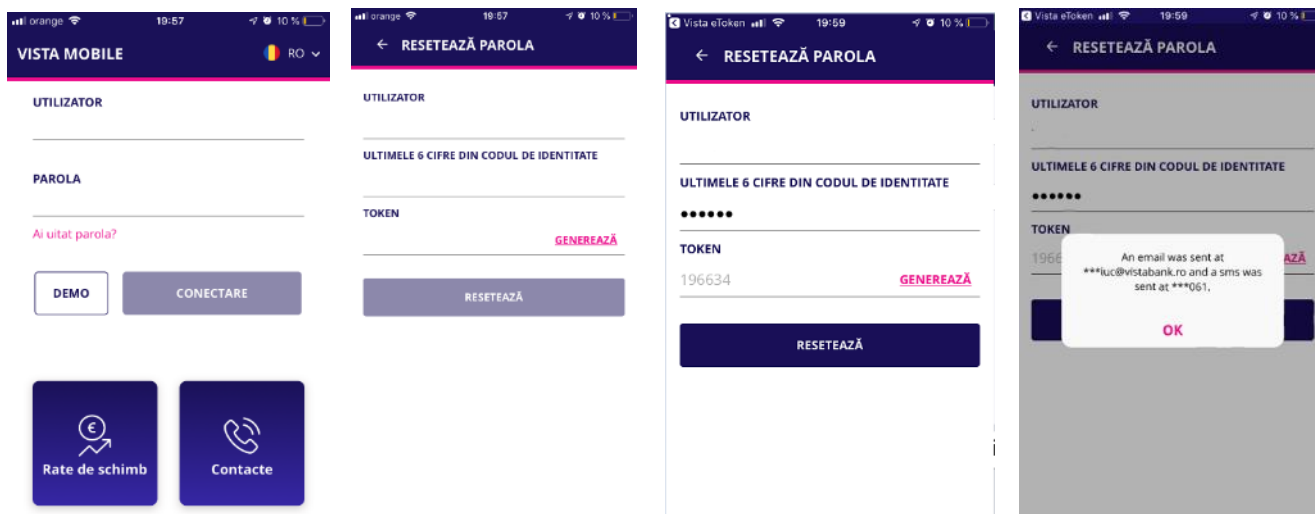 orange 19:57 10 %
VISTA MOBILE RO
UTILIZATOR
PAROLA
Ai uitat parola?
DEMO CONECTARE
Rate de schimb Contacte
orange 19:57 10 %
← RESETEAZĂ PAROLA
UTILIZATOR
ULTIMELE 6 CIFRE DIN CODUL DE IDENTITATE
TOKEN
GENEREAZĂ
RESETEAZĂ
Vista eToken 19:59 10 %
← RESETEAZĂ PAROLA
UTILIZATOR
ULTIMELE 6 CIFRE DIN CODUL DE IDENTITATE
••••••
TOKEN
196634 GENEREAZĂ
RESETEAZĂ
Vista eToken 19:59 10 %
← RESETEAZĂ PAROLA
UTILIZATOR
ULTIMELE 6 CIFRE DIN CODUL DE IDENTITATE
••••••
TOKEN
1966 AZĂ
An email was sent at
***iuc@vistabank.ro and a sms was
sent at ***061.
OK